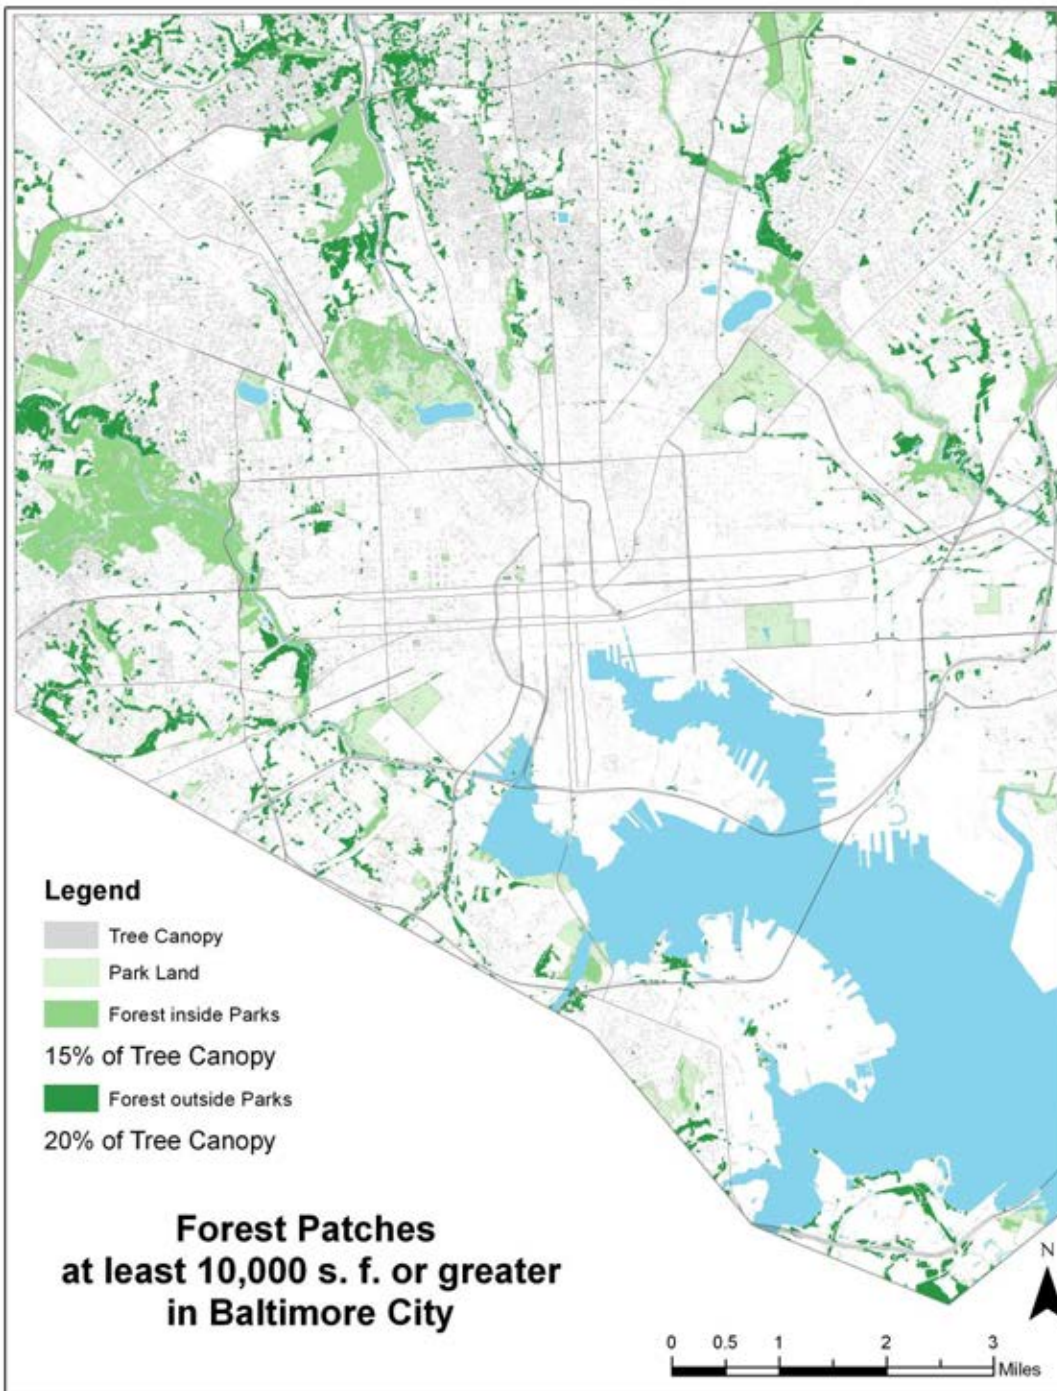 Legend
Tree Canopy
Park Land
Forest inside Parks
15% of Tree Canopy
Forest outside Parks
20% of Tree Canopy
Forest Patches
at least 10,000 s. f. or greater
in Baltimore City
N
0 0.5 1 2 3
Miles